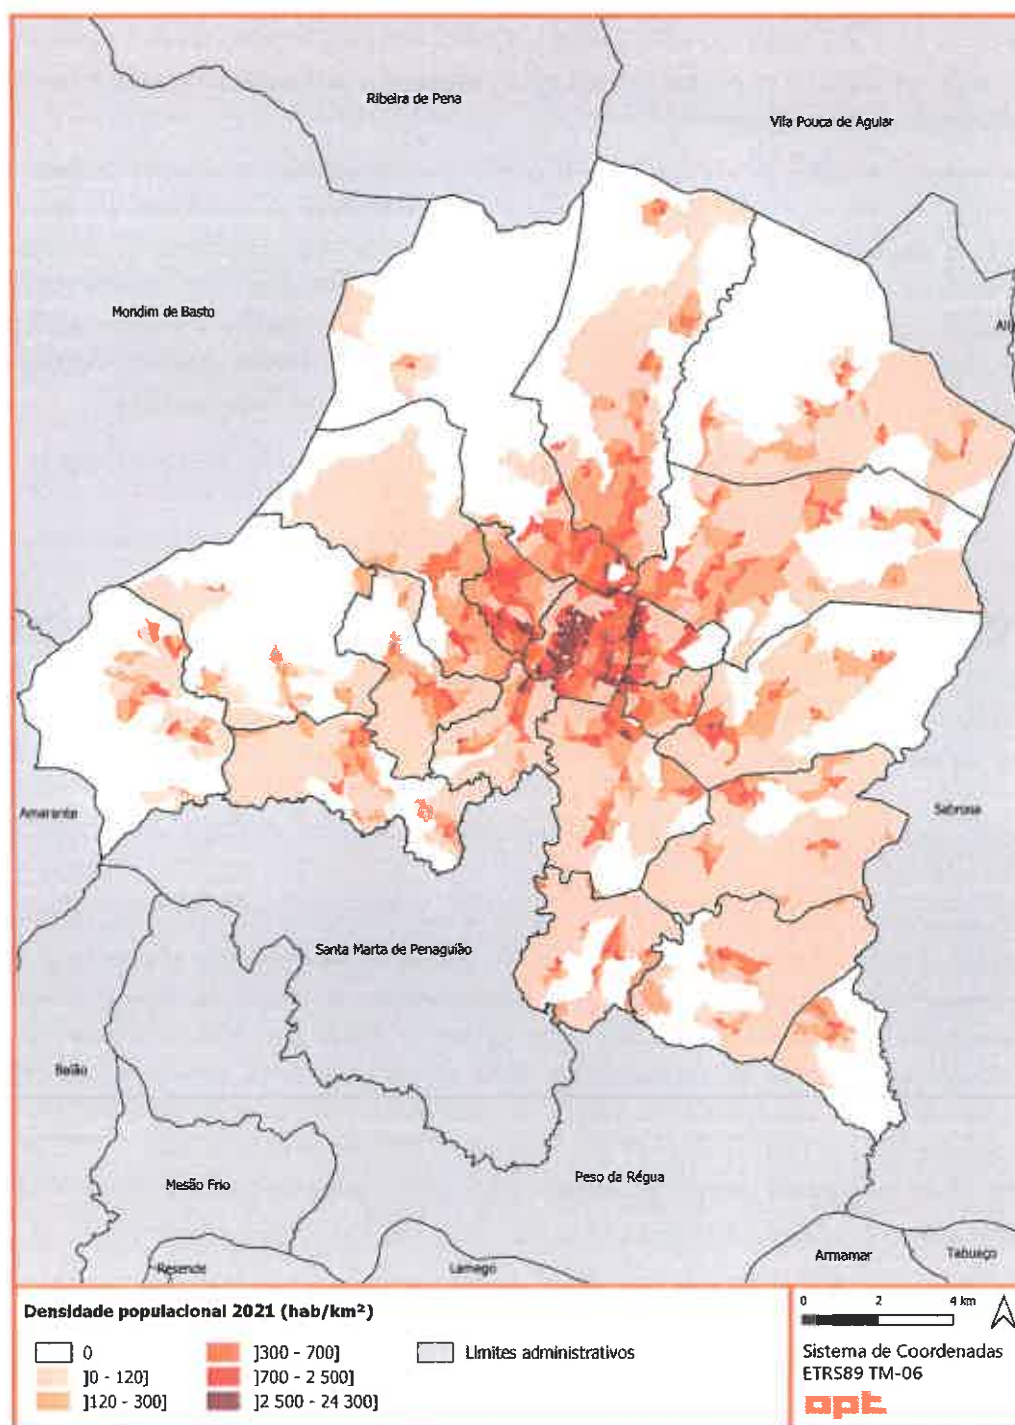 Ribeira de Pena
Vila Pouca de Aguiar
Mondim de Basto
Ali
Amarante
Sabrosa
Santa Marta de Penaguião
Baião
Mesão Frio
Peso da Régua
Resende
Lamego
Armamar
Tabuaço
Densidade populacional 2021 (hab/km²)
0
]0 - 120]
]120 - 300]
]300 - 700]
]700 - 2 500]
]2 500 - 24 300]
Limites administrativos
0 2 4 km
Sistema de Coordenadas
ETRS89 TM-06
opt